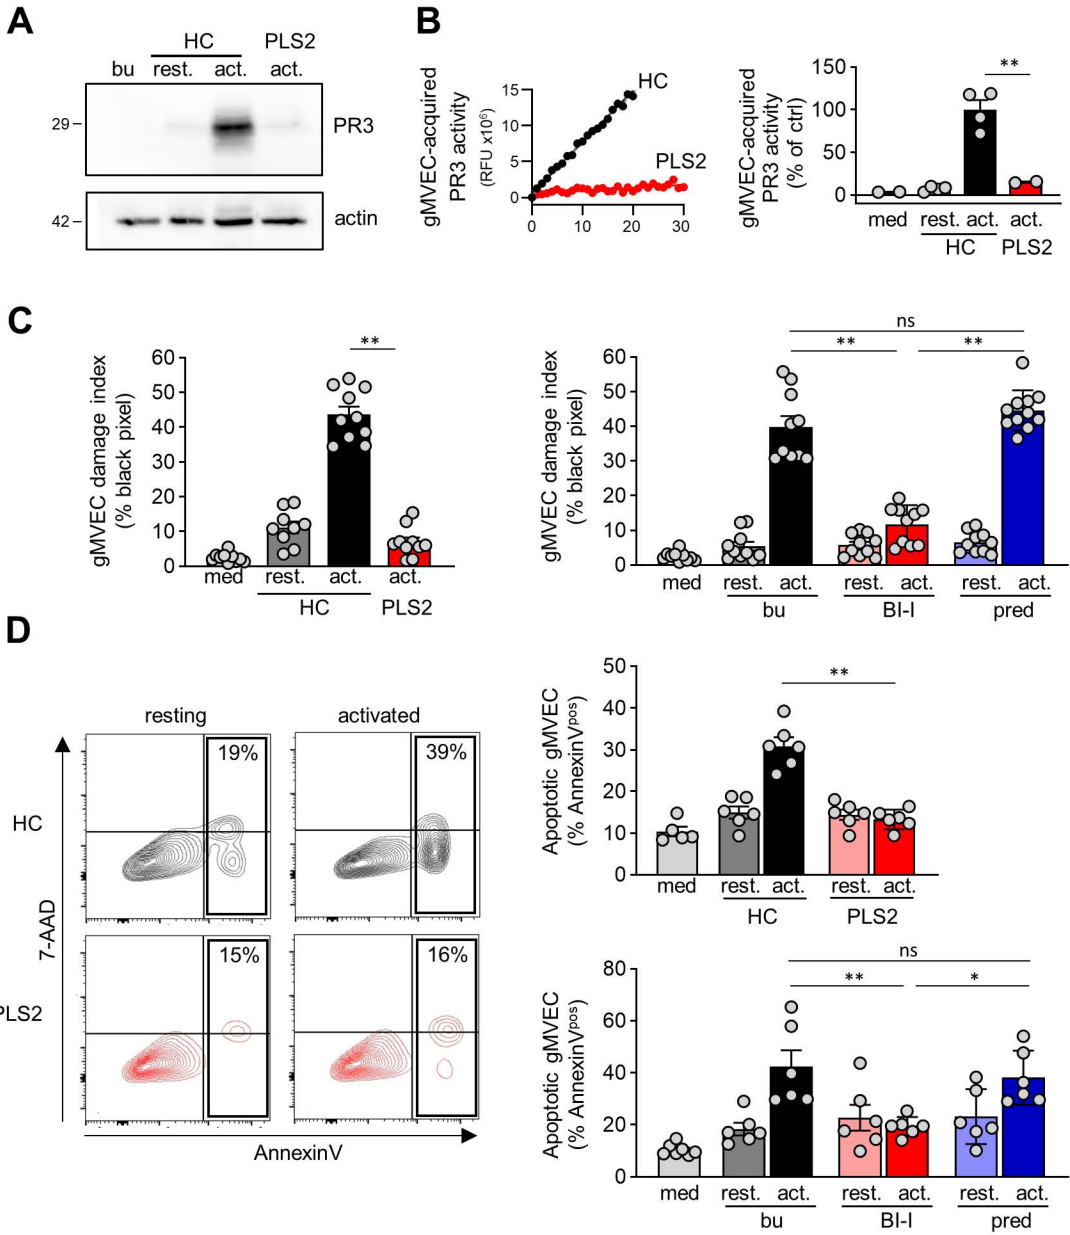 A
HC PLS2
bu rest. act. act.
29 PR3
42 actin
B
gMVEC-acquired
PR3 activity
(RFU x10⁶)
15
10
5
0
HC
PLS2
0 10 20 30
gMVEC-acquired
PR3 activity
(% of ctrl)
150
100
50
0
**
med rest. act. act.
HC PLS2
C
gMVEC damage index
(% black pixel)
60
50
40
30
20
10
0
**
med rest. act. act.
HC PLS2
gMVEC damage index
(% black pixel)
60
50
40
30
20
10
0
ns
** **
med rest. act. rest. act. rest. act.
bu BI-I pred
D
resting activated
HC
19% 39%
PLS2
15% 16%
7-AAD
AnnexinV
Apoptotic gMVEC
(% AnnexinVᵖᵒˢ)
50
40
30
20
10
0
**
med rest. act. rest. act.
HC PLS2
Apoptotic gMVEC
(% AnnexinVᵖᵒˢ)
80
60
40
20
0
ns
** *
med rest. act. rest. act. rest. act.
bu BI-I pred